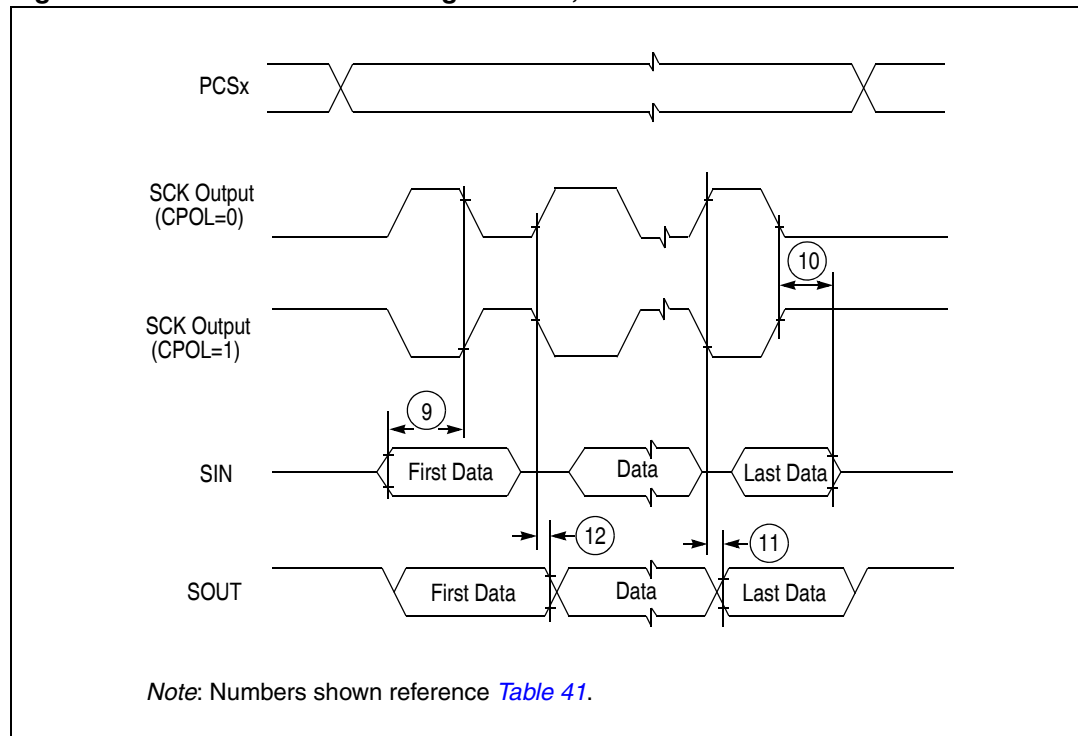 PCSx
SCK Output
(CPOL=0)
10
SCK Output
(CPOL=1)
9
SIN
First Data
Data
Last Data
12
11
SOUT
First Data
Data
Last Data
Note: Numbers shown reference Table 41.